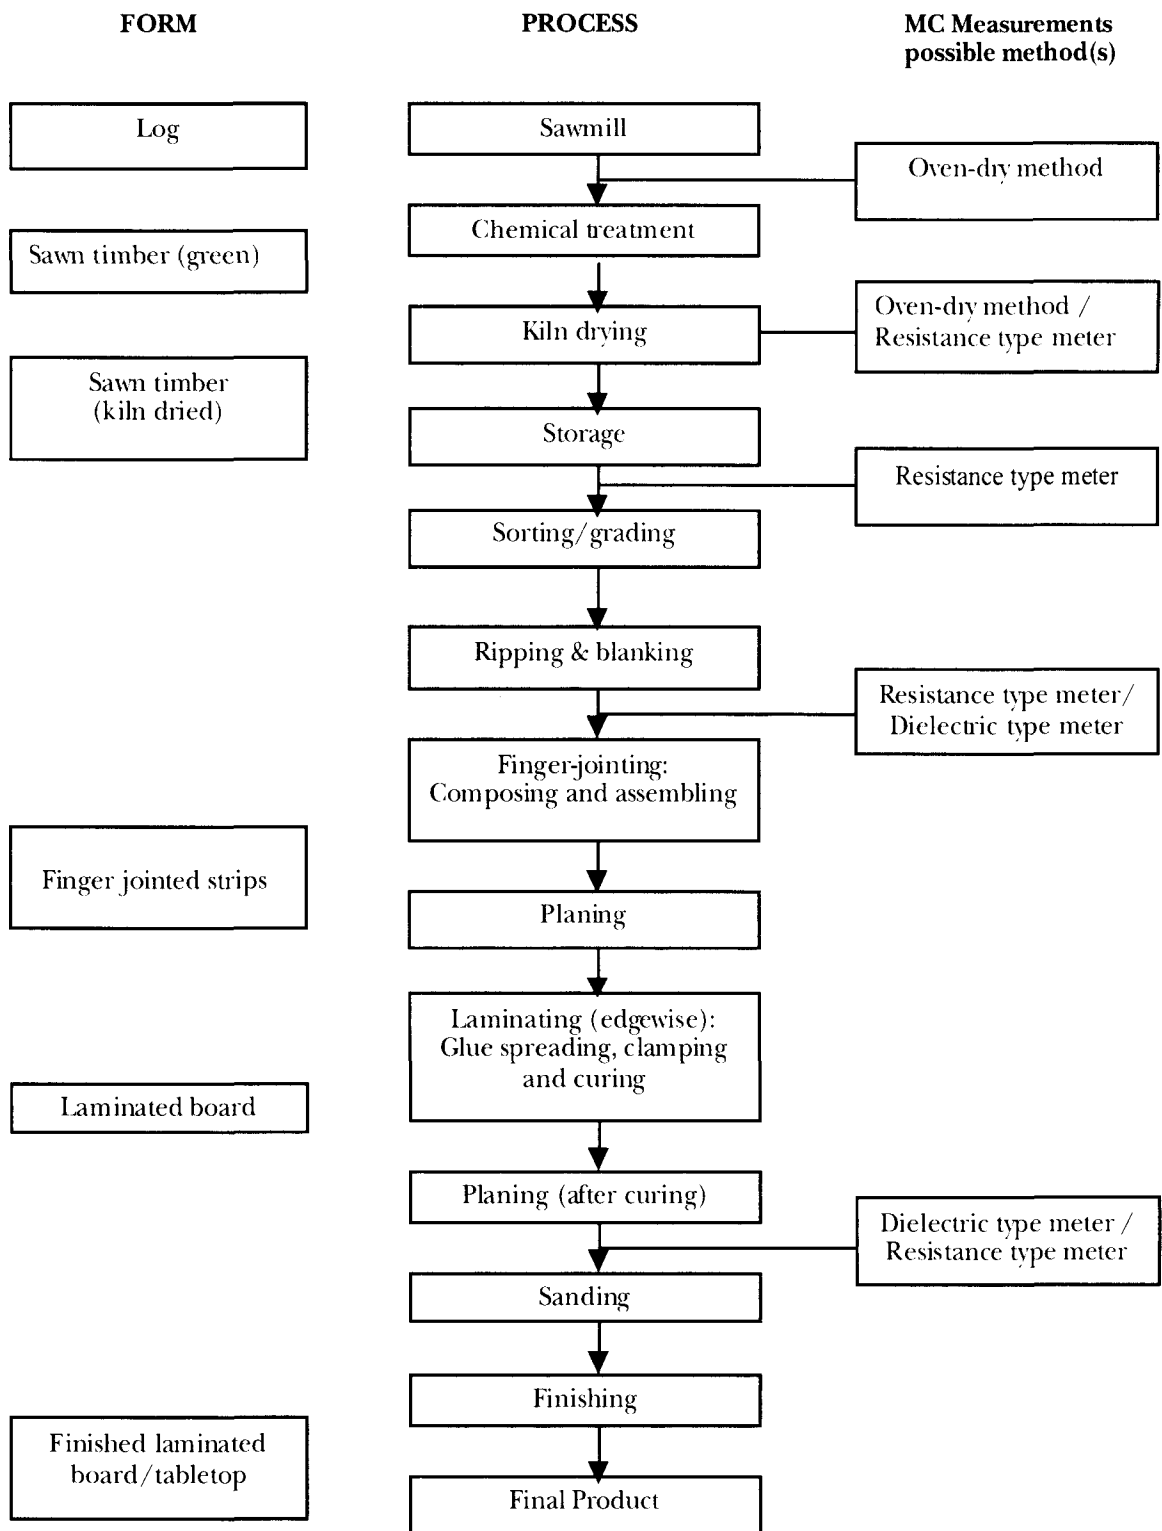 FORM
PROCESS
MC Measurements
possible method(s)
Log
Sawmill
Oven-dry method
Chemical treatment
Sawn timber (green)
Kiln drying
Oven-dry method /
Resistance type meter
Sawn timber
(kiln dried)
Storage
Resistance type meter
Sorting/grading
Ripping & blanking
Resistance type meter/
Dielectric type meter
Finger-jointing:
Composing and assembling
Finger jointed strips
Planing
Laminating (edgewise):
Glue spreading, clamping
and curing
Laminated board
Planing (after curing)
Dielectric type meter /
Resistance type meter
Sanding
Finishing
Finished laminated
board/tabletop
Final Product